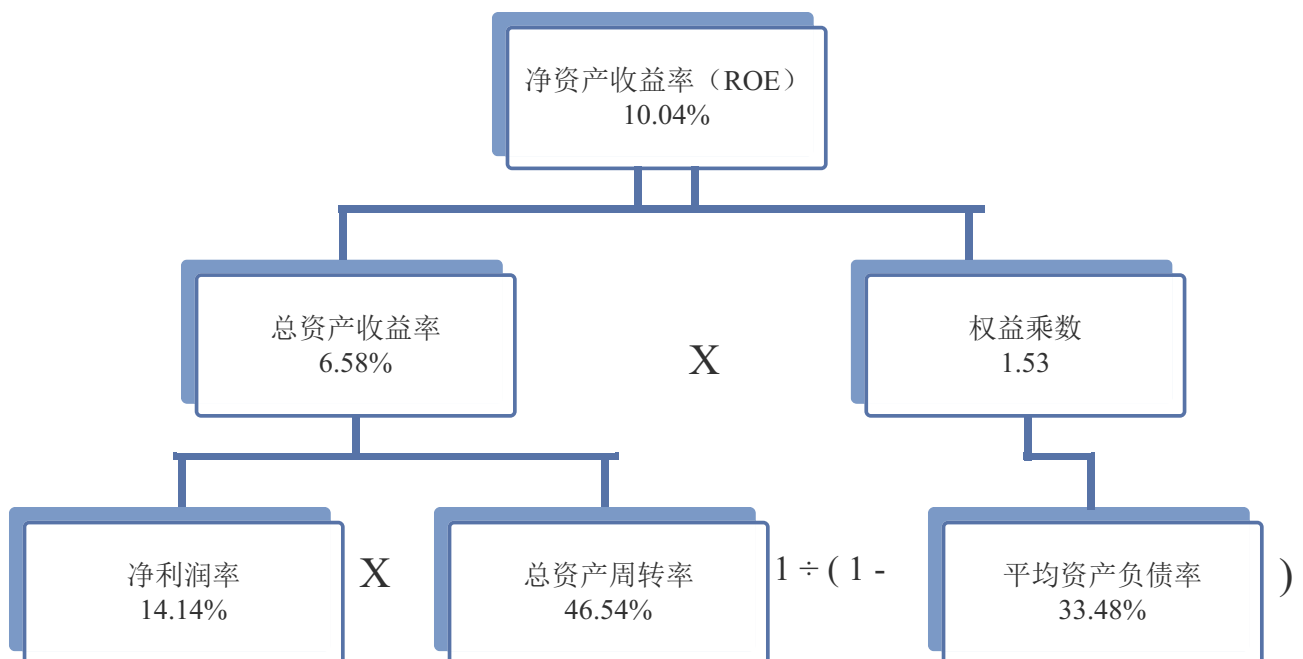 净资产收益率（ROE）
10.04%
总资产收益率
6.58%
X
权益乘数
1.53
净利润率
14.14%
X
总资产周转率
46.54%
1 ÷ ( 1 -
平均资产负债率
33.48%
)